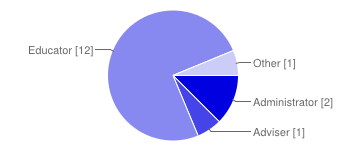 Educator [12]
Other [1]
Administrator [2]
Adviser [1]